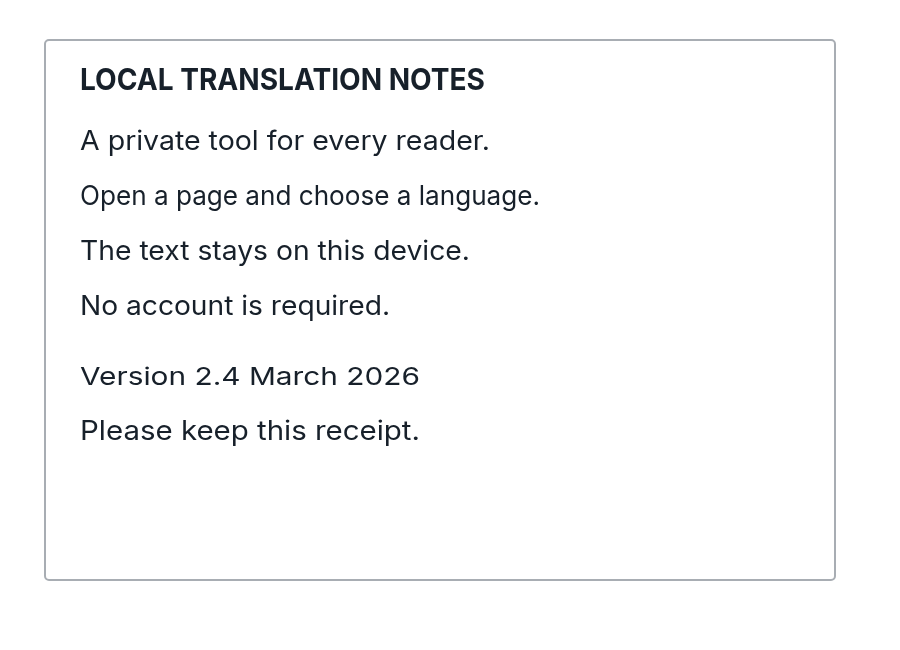 LOCAL TRANSLATION NOTES
A private tool for every reader.
Open a page and choose a language.
The text stays on this device.
No account is required.
Version 2.4 March 2026
Please keep this receipt.